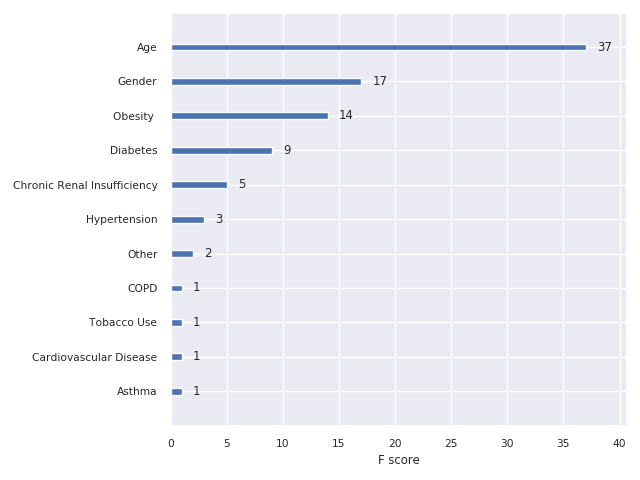 Age 37
Gender 17
Obesity 14
Diabetes 9
Chronic Renal Insufficiency 5
Hypertension 3
Other 2
COPD 1
Tobacco Use 1
Cardiovascular Disease 1
Asthma 1
0 5 10 15 20 25 30 35 40
F score